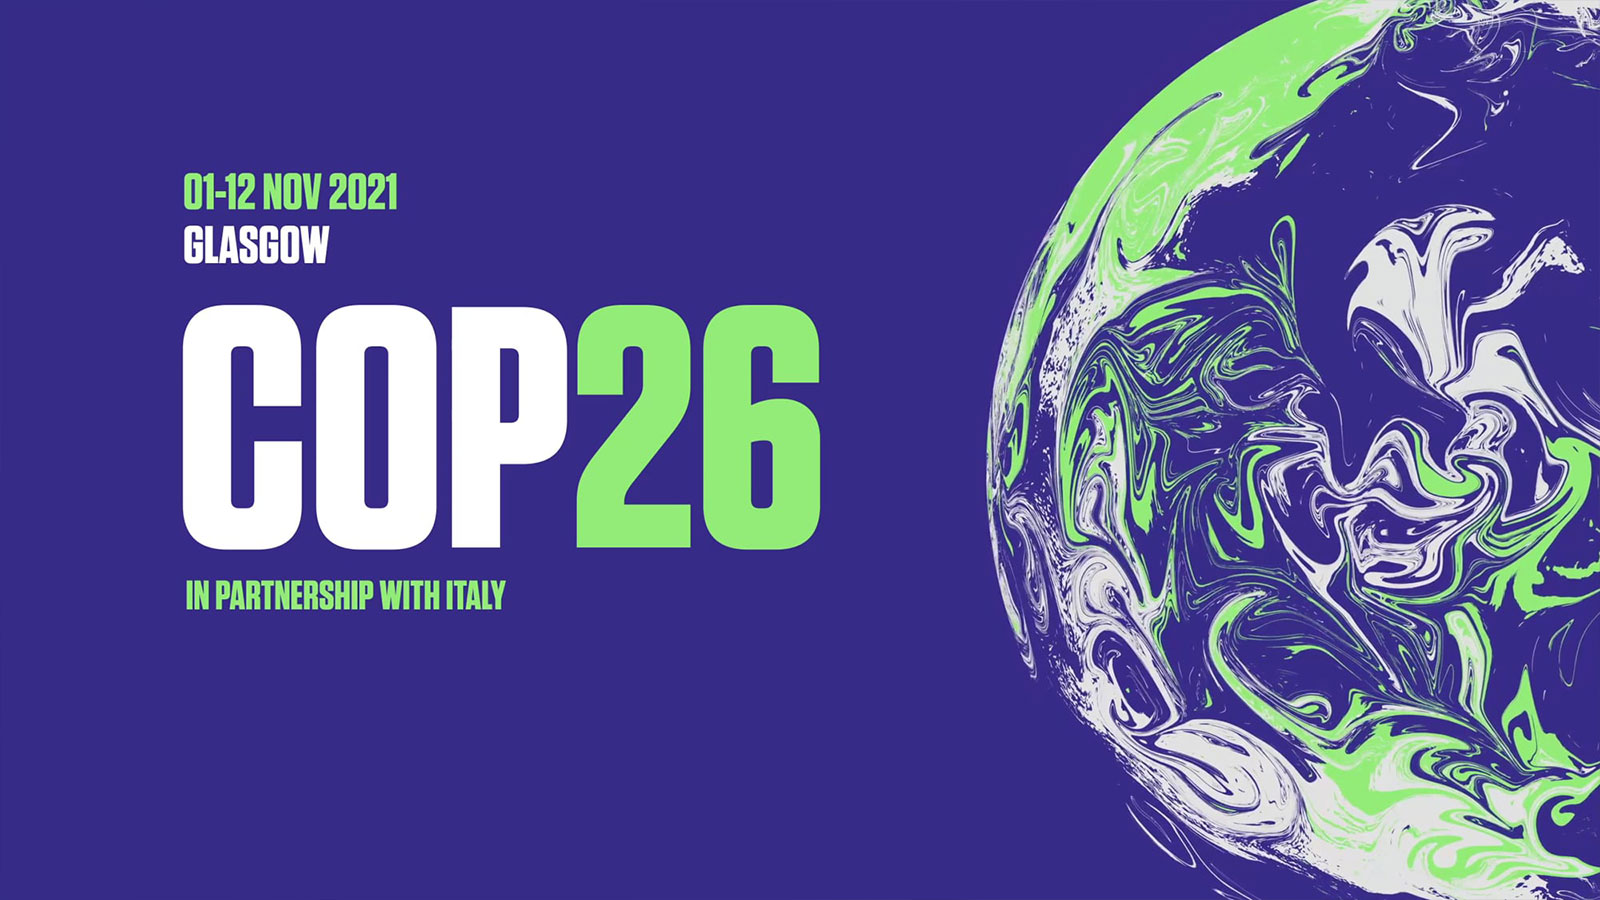 01-12 NOV 2021
GLASGOW
COP26
IN PARTNERSHIP WITH ITALY